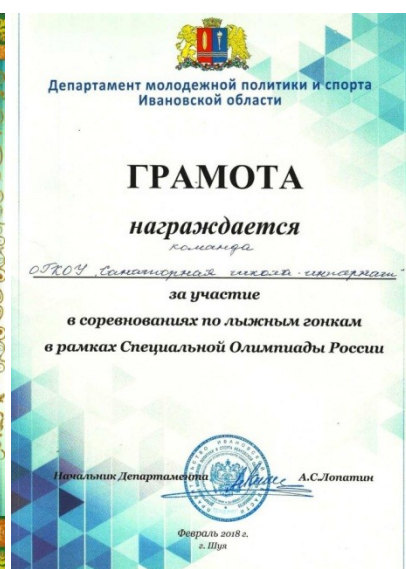 Департамент молодежной политики и спорта
Ивановской области
ГРАМОТА
награждается
команда
ОГКОУ "Санаторная школа-интернат"
за участие
в соревнованиях по лыжным гонкам
в рамках Специальной Олимпиады России
Начальник Департамента А.С.Лопатин
Февраль 2018 г.
г. Шуя